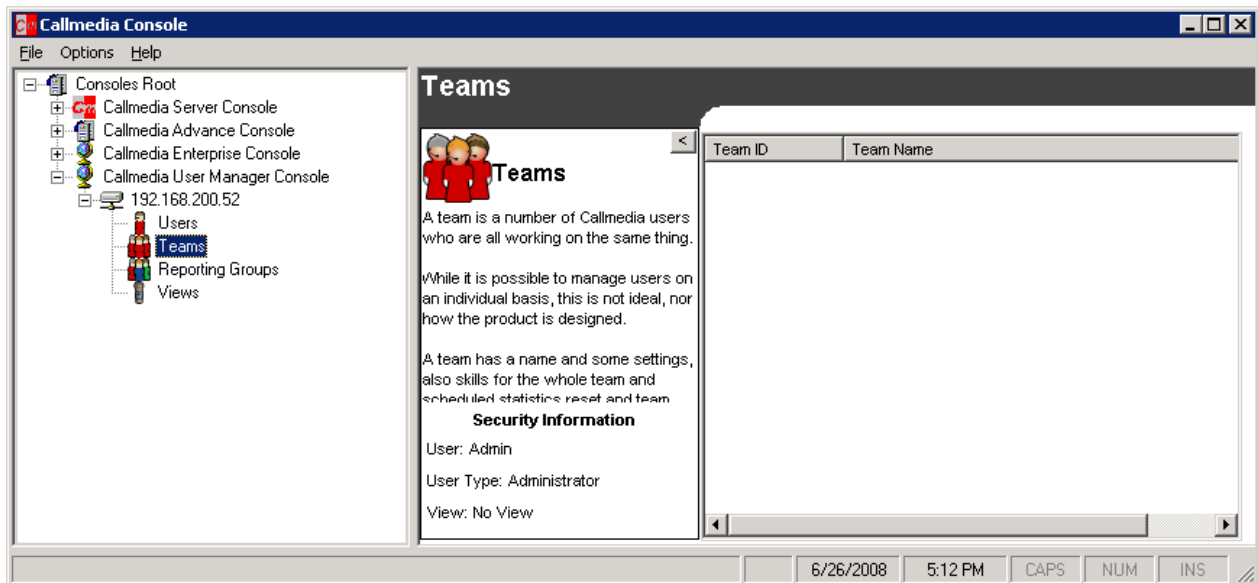 Callmedia Console
File Options Help
Consoles Root
Callmedia Server Console
Callmedia Advance Console
Callmedia Enterprise Console
Callmedia User Manager Console
192.168.200.52
Users
Teams
Reporting Groups
Views
Teams
<
Teams
A team is a number of Callmedia users
who are all working on the same thing.
While it is possible to manage users on
an individual basis, this is not ideal, nor
how the product is designed.
A team has a name and some settings,
also skills for the whole team and
scheduled statistics reset and team
Security Information
User: Admin
User Type: Administrator
View: No View
Team ID Team Name
6/26/2008 5:12 PM CAPS NUM INS